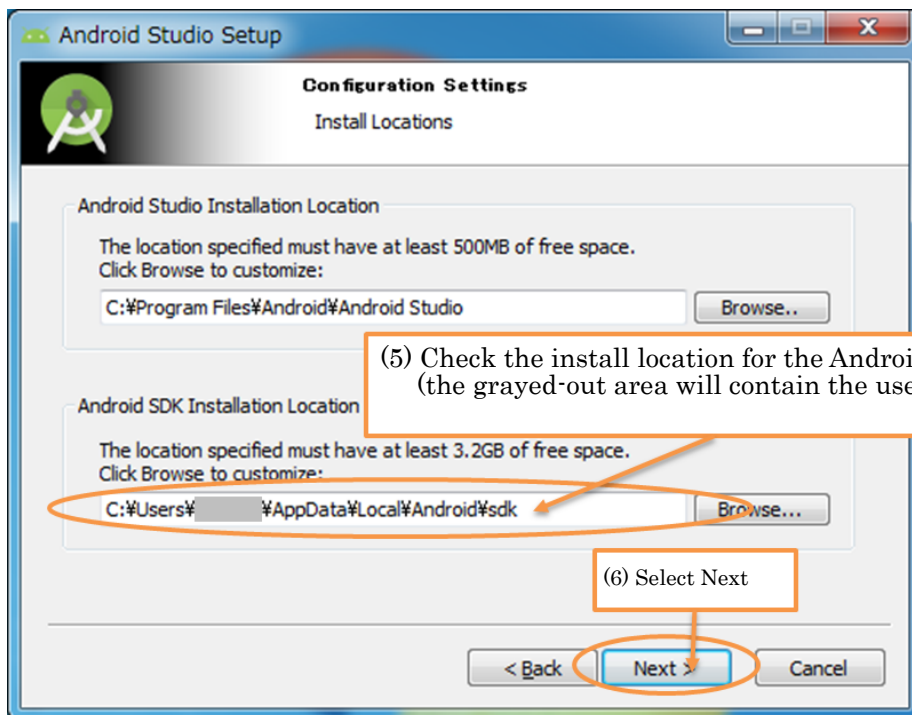 Android Studio Setup
Configuration Settings
Install Locations
Android Studio Installation Location
The location specified must have at least 500MB of free space.
Click Browse to customize:
C:¥Program Files¥Android¥Android Studio
Browse..
(5) Check the install location for the
(the grayed-out area will contain the
Android SDK Installation Location
The location specified must have at least 3.2GB of free space.
Click Browse to customize:
C:¥Users¥ ¥AppData¥Local¥Android¥sdk
Browse...
(6) Select Next
< Back
Next >
Cancel